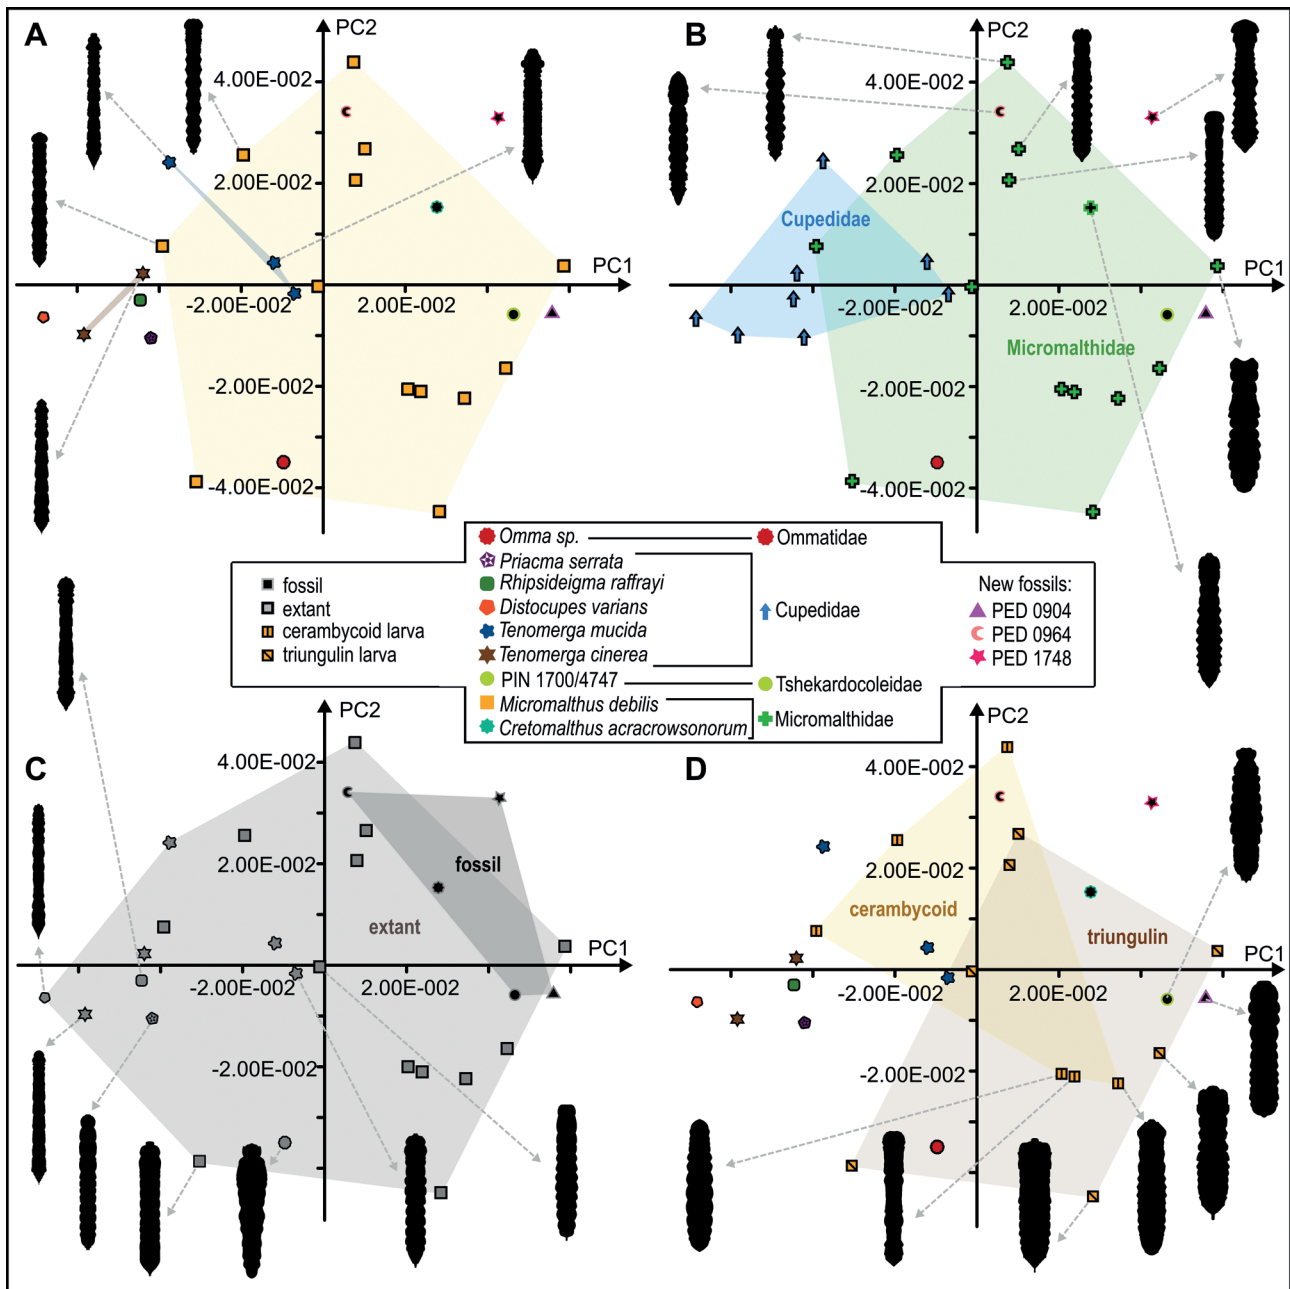 A
PC2
4.00E-002
2.00E-002
PC1
-2.00E-002
2.00E-002
-2.00E-002
-4.00E-002
B
PC2
4.00E-002
2.00E-002
Cupedidae
PC1
-2.00E-002
2.00E-002
Micromalthidae
-2.00E-002
-4.00E-002
fossil
extant
cerambycoid larva
triungulin larva
Omma sp.
Priacma serrata
Rhipsideigma raffrayi
Distocupes varians
Tenomerga mucida
Tenomerga cinerea
PIN 1700/4747
Micromalthus debilis
Cretomalthus acracrowsonorum
Ommatidae
Cupedidae
Tshekardocoleidae
Micromalthidae
New fossils:
PED 0904
PED 0964
PED 1748
C
PC2
4.00E-002
2.00E-002
fossil
extant
PC1
-2.00E-002
2.00E-002
-2.00E-002
D
PC2
4.00E-002
2.00E-002
cerambycoid
triungulin
PC1
-2.00E-002
2.00E-002
-2.00E-002